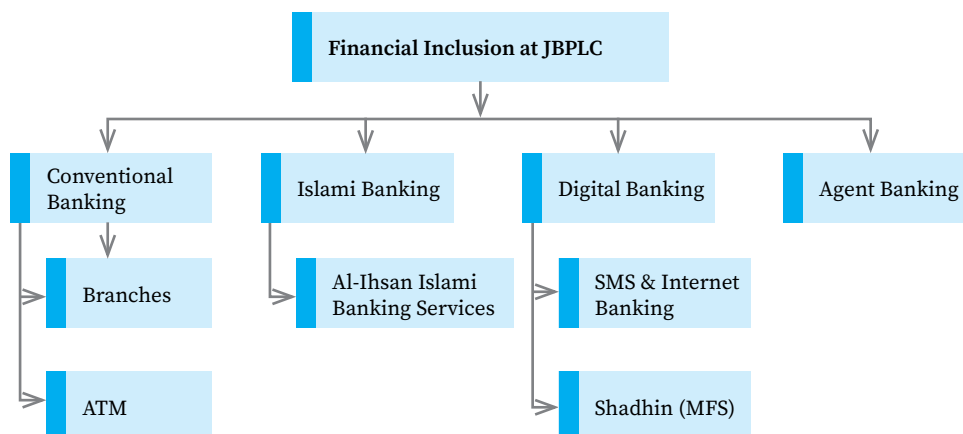 Financial Inclusion at JBPLC
Conventional
Banking
Islami Banking
Digital Banking
Agent Banking
Branches
Al-Ihsan Islami
Banking Services
SMS & Internet
Banking
ATM
Shadhin (MFS)